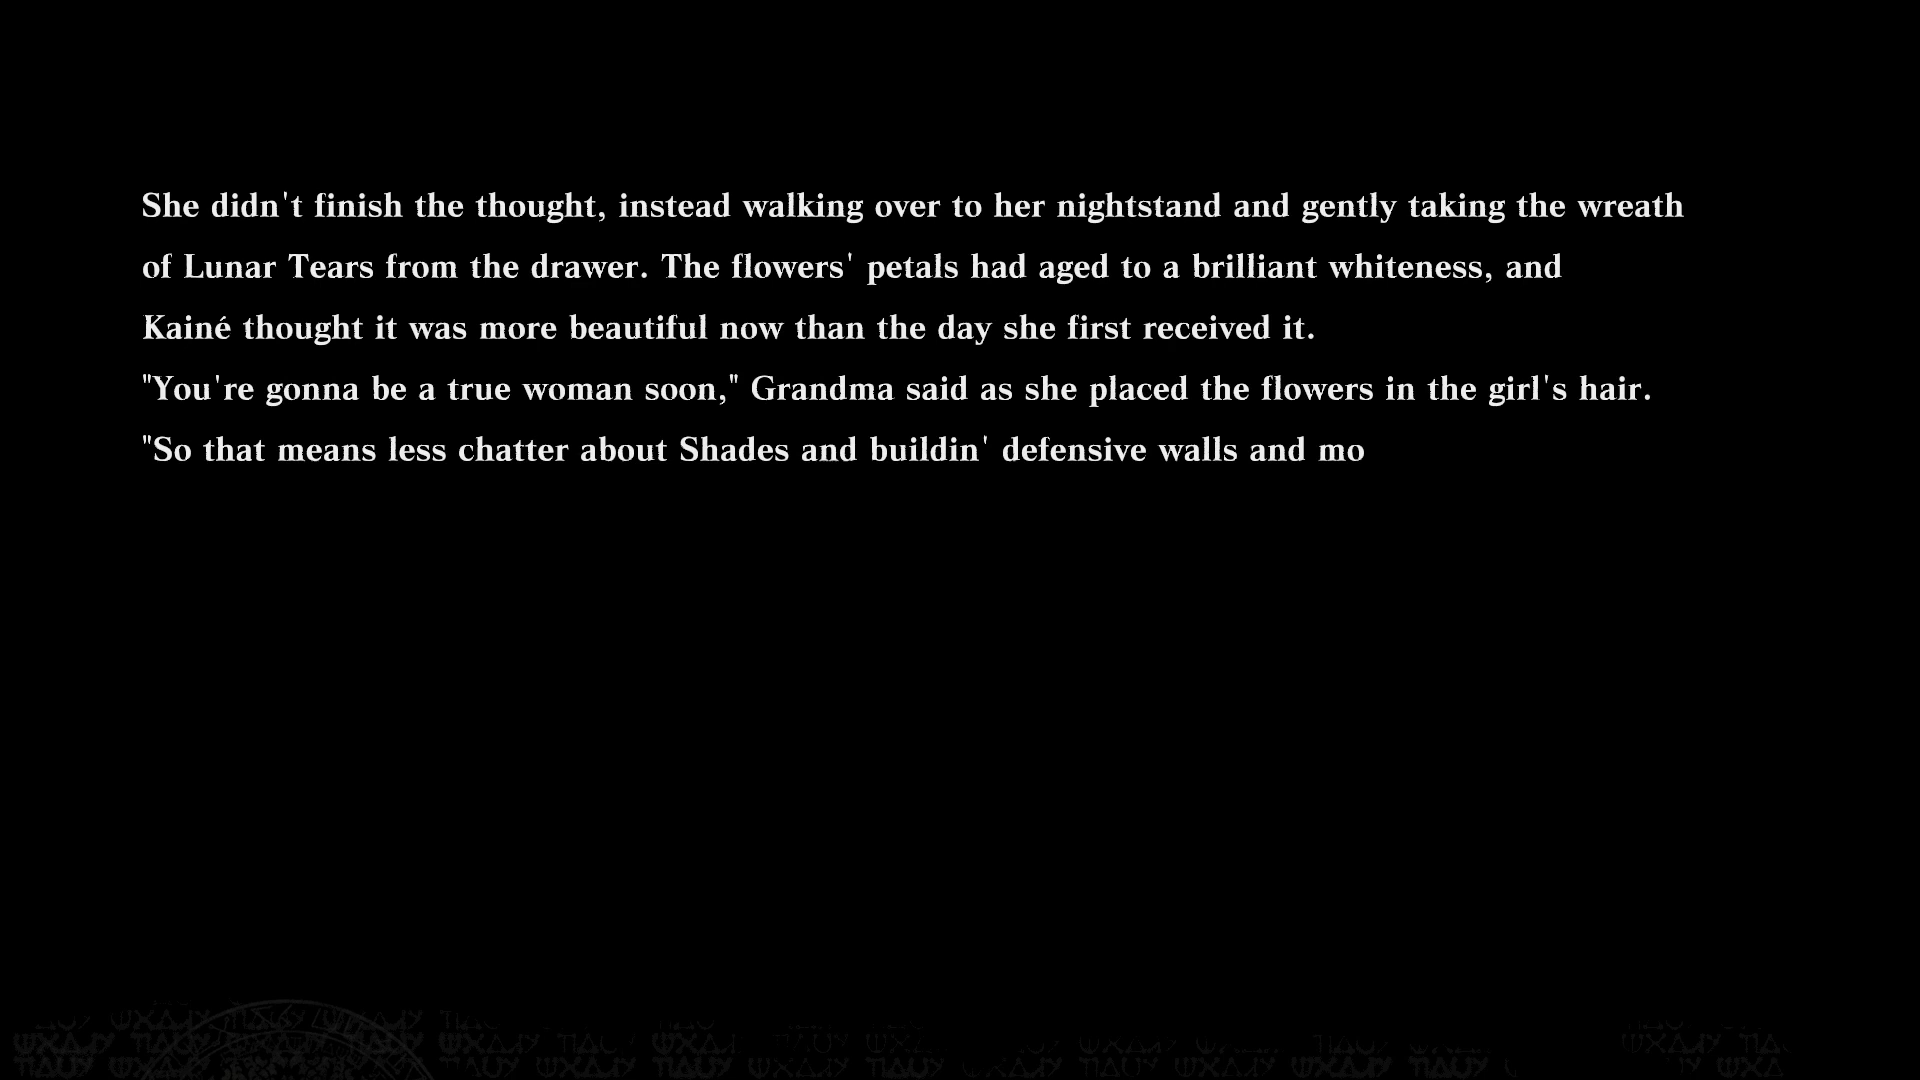 She didn't finish the thought, instead walking over to her nightstand and gently taking the wreath
of Lunar Tears from the drawer. The flowers' petals had aged to a brilliant whiteness, and
Kainé thought it was more beautiful now than the day she first received it.
"You're gonna be a true woman soon," Grandma said as she placed the flowers in the girl's hair.
"So that means less chatter about Shades and buildin' defensive walls and mo